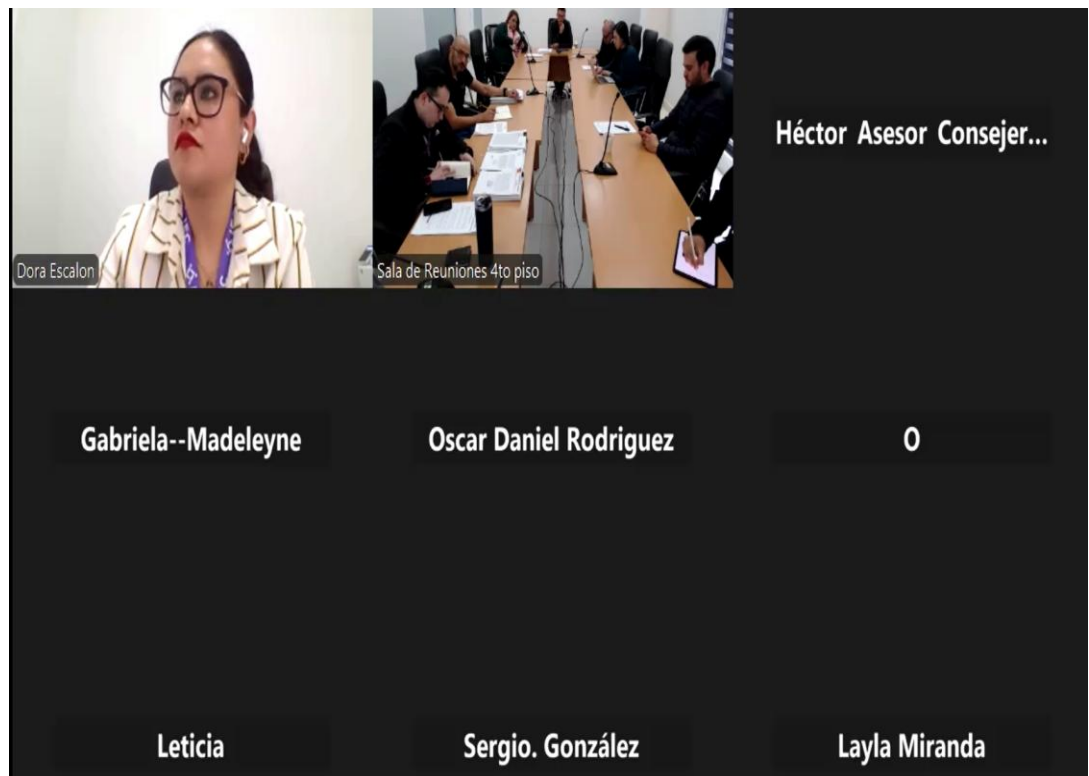 Dora Escalon
Sala de Reuniones 4to piso
Héctor Asesor Consejer...
Gabriela--Madeleyne
Oscar Daniel Rodriguez
O
Leticia
Sergio. González
Layla Miranda